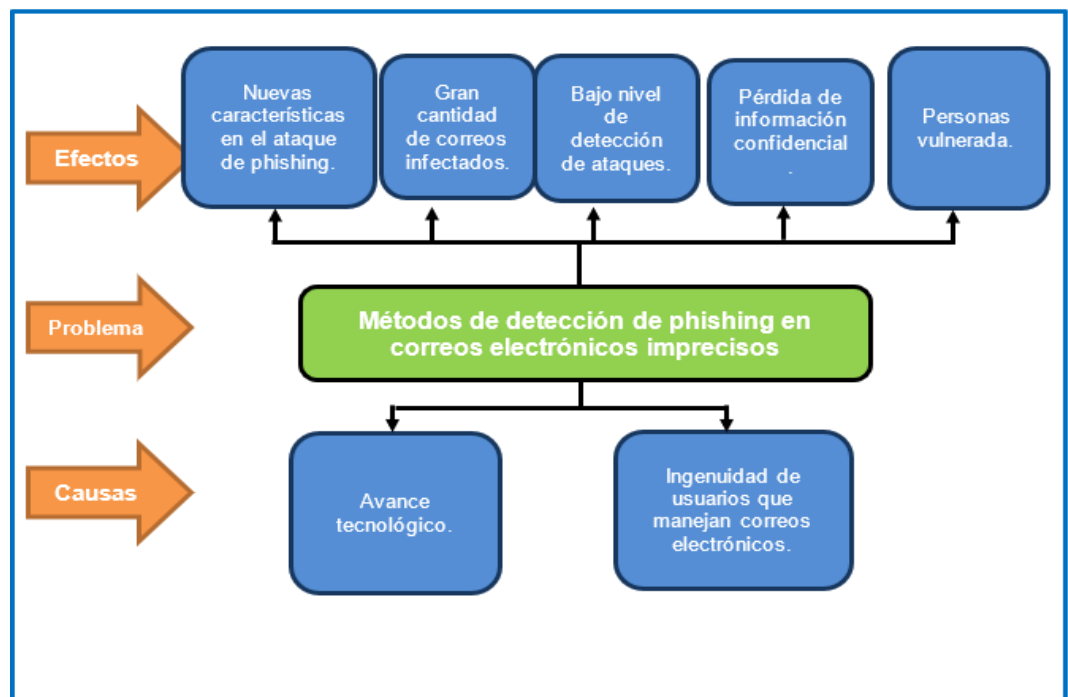 Efectos
Nuevas
características
en el ataque
de phishing.
Gran
cantidad
de correos
infectados.
Bajo nivel
de
detección
de ataques.
Pérdida de
información
confidencial
.
Personas
vulnerada.
Problema
Métodos de detección de phishing en
correos electrónicos imprecisos
Causas
Avance
tecnológico.
Ingenuidad de
usuarios que
manejan correos
electrónicos.